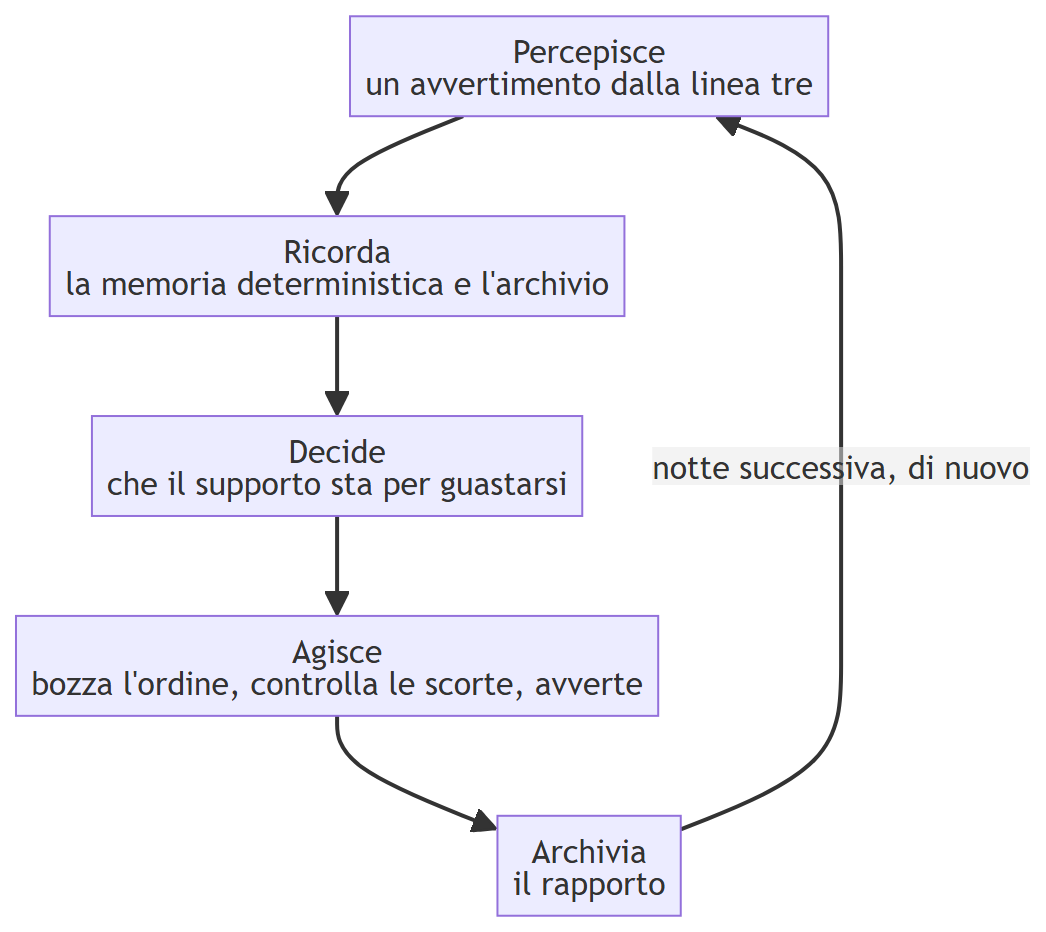 Percepisce
un avvertimento dalla linea tre
Ricorda
la memoria deterministica e l'archivio
Decide
che il supporto sta per guastarsi
notte successiva, di nuovo
Agisce
bozza l'ordine, controlla le scorte, avverte
Archivia
il rapporto